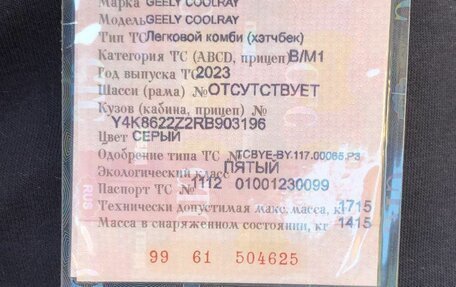 Марка GEELY COOLRAY
Модель GEELY COOLRAY
Тип ТС Легковой комби (хэтчбек)
Категория ТС (ABCD, прицеп) B/M1
Год выпуска ТС 2023
Шасси (рама) № ОТСУТСТВУЕТ
Кузов (кабина, прицеп) №
Y4K8622Z2RB903196
Цвет СЕРЫЙ
Одобрение типа ТС № TCBYE-BY.117.00065.P3
Экологический класс ПЯТЫЙ
Паспорт ТС № 1112 01001230099
Технически допустимая макс. масса, кг 1715
Масса в снаряженном состоянии, кг 1415
99 61 504625